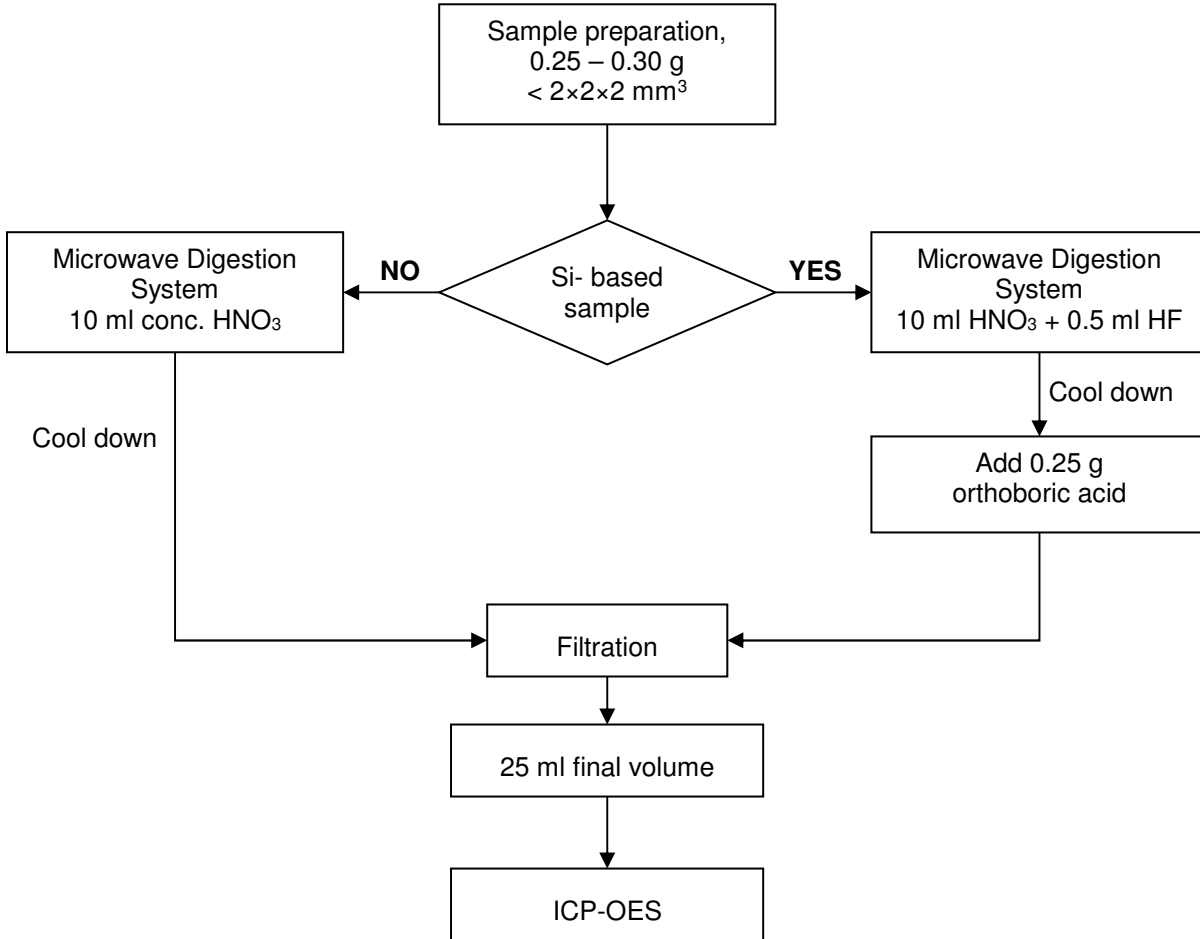 Sample preparation,
0.25 – 0.30 g
< 2×2×2 mm³
Microwave Digestion
System
10 ml conc. HNO₃
NO
Si- based
sample
YES
Microwave Digestion
System
10 ml HNO₃ + 0.5 ml HF
Cool down
Cool down
Add 0.25 g
orthoboric acid
Filtration
25 ml final volume
ICP-OES